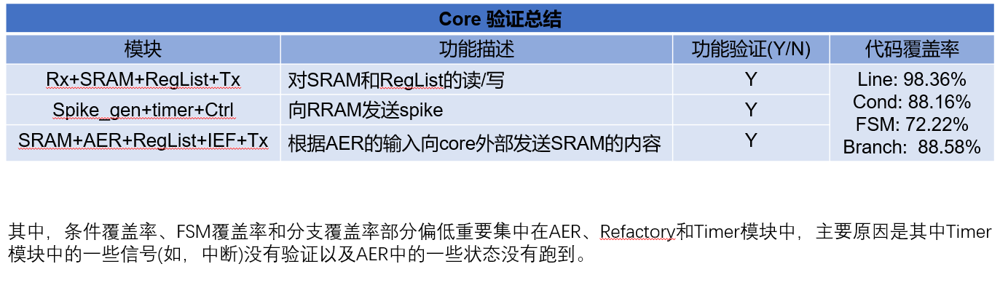 Core 验证总结
模块 功能描述 功能验证(Y/N) 代码覆盖率
Rx+SRAM+RegList+Tx 对SRAM和RegList的读/写 Y
Spike_gen+timer+Ctrl 向RRAM发送spike Y
SRAM+AER+RegList+IEF+Tx 根据AER的输入向core外部发送SRAM的内容 Y
Line: 98.36%
Cond: 88.16%
FSM: 72.22%
Branch: 88.58%
其中，条件覆盖率、FSM覆盖率和分支覆盖率部分偏低重要集中在AER、Refactory和Timer模块中，主要原因是其中Timer
模块中的一些信号(如，中断)没有验证以及AER中的一些状态没有跑到。